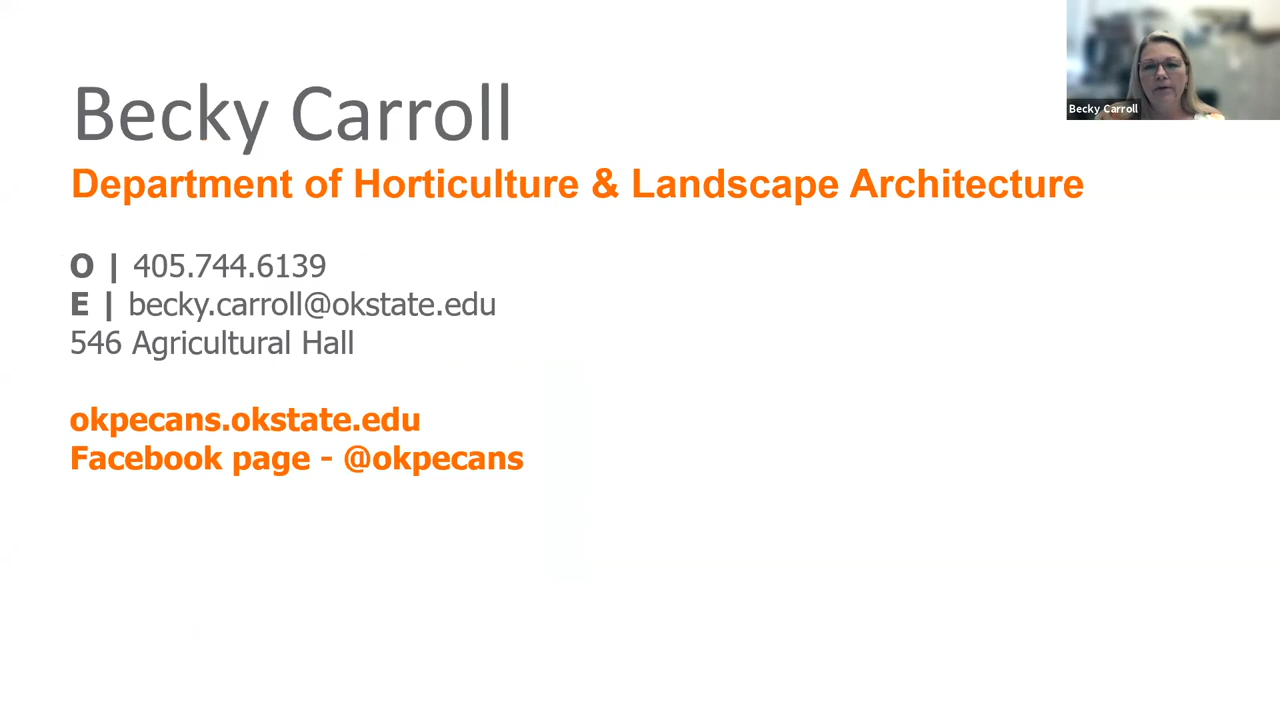 Becky Carroll
Department of Horticulture & Landscape Architecture
O | 405.744.6139
E | becky.carroll@okstate.edu
546 Agricultural Hall
okpecans.okstate.edu
Facebook page - @okpecans
Becky Carroll